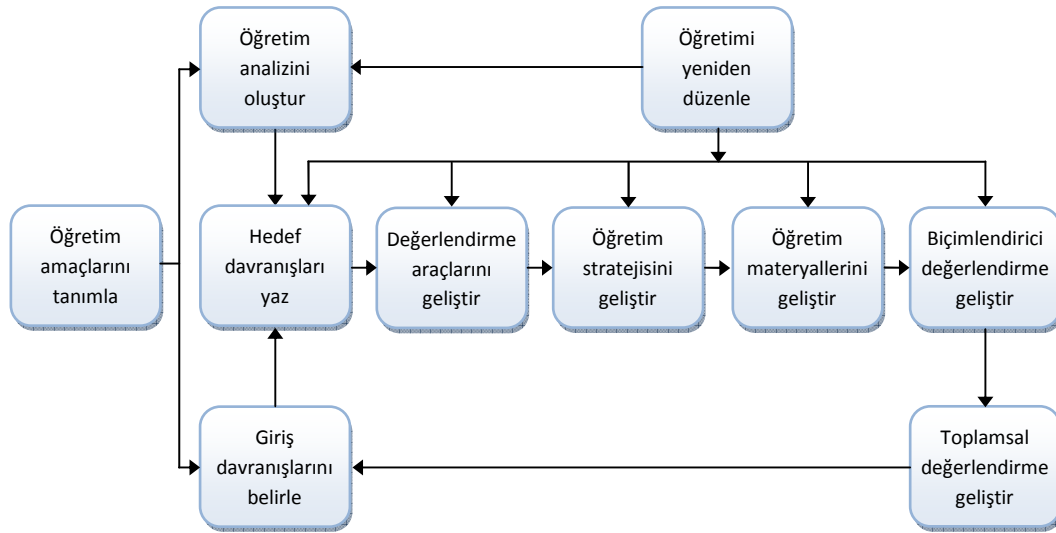 Öğretim
analizini
oluştur
Öğretimi
yeniden
düzenle
Öğretim
amaçlarını
tanımla
Hedef
davranışları
yaz
Değerlendirme
araçlarını
geliştir
Öğretim
stratejisini
geliştir
Öğretim
materyallerini
geliştir
Biçimlendirici
değerlendirme
geliştir
Giriş
davranışlarını
belirle
Toplamsal
değerlendirme
geliştir